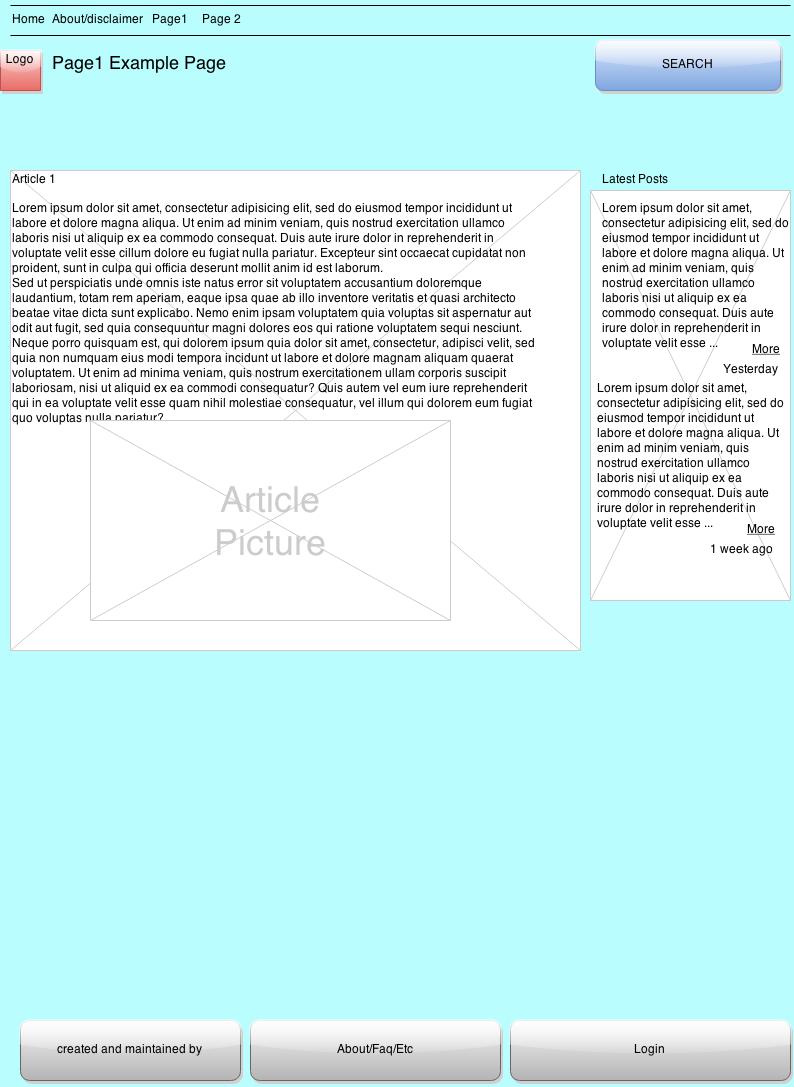 Home About/disclaimer Page1 Page 2
Logo
Page1 Example Page
SEARCH
Article 1
Lorem ipsum dolor sit amet, consectetur adipisicing elit, sed do eiusmod tempor incididunt ut
labore et dolore magna aliqua. Ut enim ad minim veniam, quis nostrud exercitation ullamco
laboris nisi ut aliquip ex ea commodo consequat. Duis aute irure dolor in reprehenderit in
voluptate velit esse cillum dolore eu fugiat nulla pariatur. Excepteur sint occaecat cupidatat non
proident, sunt in culpa qui officia deserunt mollit anim id est laborum.
Sed ut perspiciatis unde omnis iste natus error sit voluptatem accusantium doloremque
laudantium, totam rem aperiam, eaque ipsa quae ab illo inventore veritatis et quasi architecto
beatae vitae dicta sunt explicabo. Nemo enim ipsam voluptatem quia voluptas sit aspernatur aut
odit aut fugit, sed quia consequuntur magni dolores eos qui ratione voluptatem sequi nesciunt.
Neque porro quisquam est, qui dolorem ipsum quia dolor sit amet, consectetur, adipisci velit, sed
quia non numquam eius modi tempora incidunt ut labore et dolore magnam aliquam quaerat
voluptatem. Ut enim ad minima veniam, quis nostrum exercitationem ullam corporis suscipit
laboriosam, nisi ut aliquid ex ea commodi consequatur? Quis autem vel eum iure reprehenderit
qui in ea voluptate velit esse quam nihil molestiae consequatur, vel illum qui dolorem eum fugiat
quo voluptas nulla pariatur?
Article
Picture
Latest Posts
Lorem ipsum dolor sit amet,
consectetur adipisicing elit, sed do
eiusmod tempor incididunt ut
labore et dolore magna aliqua. Ut
enim ad minim veniam, quis
nostrud exercitation ullamco
laboris nisi ut aliquip ex ea
commodo consequat. Duis aute
irure dolor in reprehenderit in
voluptate velit esse ...
More
Yesterday
Lorem ipsum dolor sit amet,
consectetur adipisicing elit, sed do
eiusmod tempor incididunt ut
labore et dolore magna aliqua. Ut
enim ad minim veniam, quis
nostrud exercitation ullamco
laboris nisi ut aliquip ex ea
commodo consequat. Duis aute
irure dolor in reprehenderit in
voluptate velit esse ...
More
1 week ago
created and maintained by
About/Faq/Etc
Login